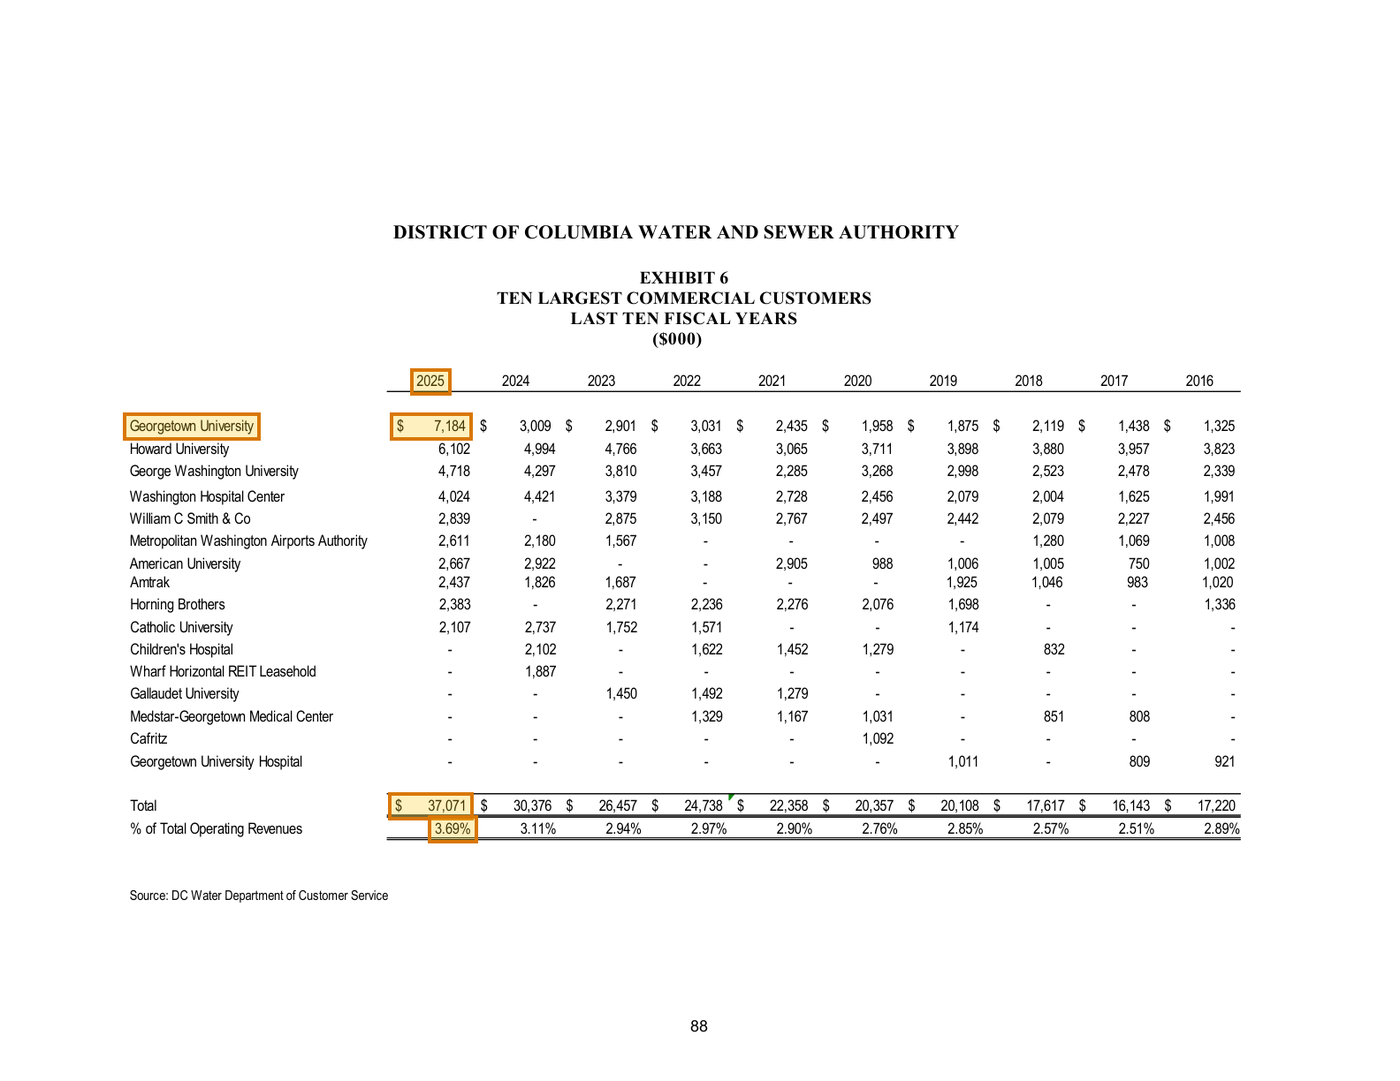 DISTRICT OF COLUMBIA WATER AND SEWER AUTHORITY
EXHIBIT 6
TEN LARGEST COMMERCIAL CUSTOMERS
LAST TEN FISCAL YEARS
($000)
2025 2024 2023 2022 2021 2020 2019 2018 2017 2016
Georgetown University $ 7,184 $ 3,009 $ 2,901 $ 3,031 $ 2,435 $ 1,958 $ 1,875 $ 2,119 $ 1,438 $ 1,325
Howard University 6,102 4,994 4,766 3,663 3,065 3,711 3,898 3,880 3,957 3,823
George Washington University 4,718 4,297 3,810 3,457 2,285 3,268 2,998 2,523 2,478 2,339
Washington Hospital Center 4,024 4,421 3,379 3,188 2,728 2,456 2,079 2,004 1,625 1,991
William C Smith & Co 2,839 - 2,875 3,150 2,767 2,497 2,442 2,079 2,227 2,456
Metropolitan Washington Airports Authority 2,611 2,180 1,567 - - - - 1,280 1,069 1,008
American University 2,667 2,922 - - 2,905 988 1,006 1,005 750 1,002
Amtrak 2,437 1,826 1,687 - - - 1,925 1,046 983 1,020
Horning Brothers 2,383 - 2,271 2,236 2,276 2,076 1,698 - - 1,336
Catholic University 2,107 2,737 1,752 1,571 - - 1,174 - - -
Children's Hospital - 2,102 - 1,622 1,452 1,279 - 832 - -
Wharf Horizontal REIT Leasehold - 1,887 - - - - - - - -
Gallaudet University - - 1,450 1,492 1,279 - - - - -
Medstar-Georgetown Medical Center - - - 1,329 1,167 1,031 - 851 808 -
Cafritz - - - - - 1,092 - - - -
Georgetown University Hospital - - - - - - 1,011 - 809 921
Total $ 37,071 $ 30,376 $ 26,457 $ 24,738 $ 22,358 $ 20,357 $ 20,108 $ 17,617 $ 16,143 $ 17,220
% of Total Operating Revenues 3.69% 3.11% 2.94% 2.97% 2.90% 2.76% 2.85% 2.57% 2.51% 2.89%
Source: DC Water Department of Customer Service
88